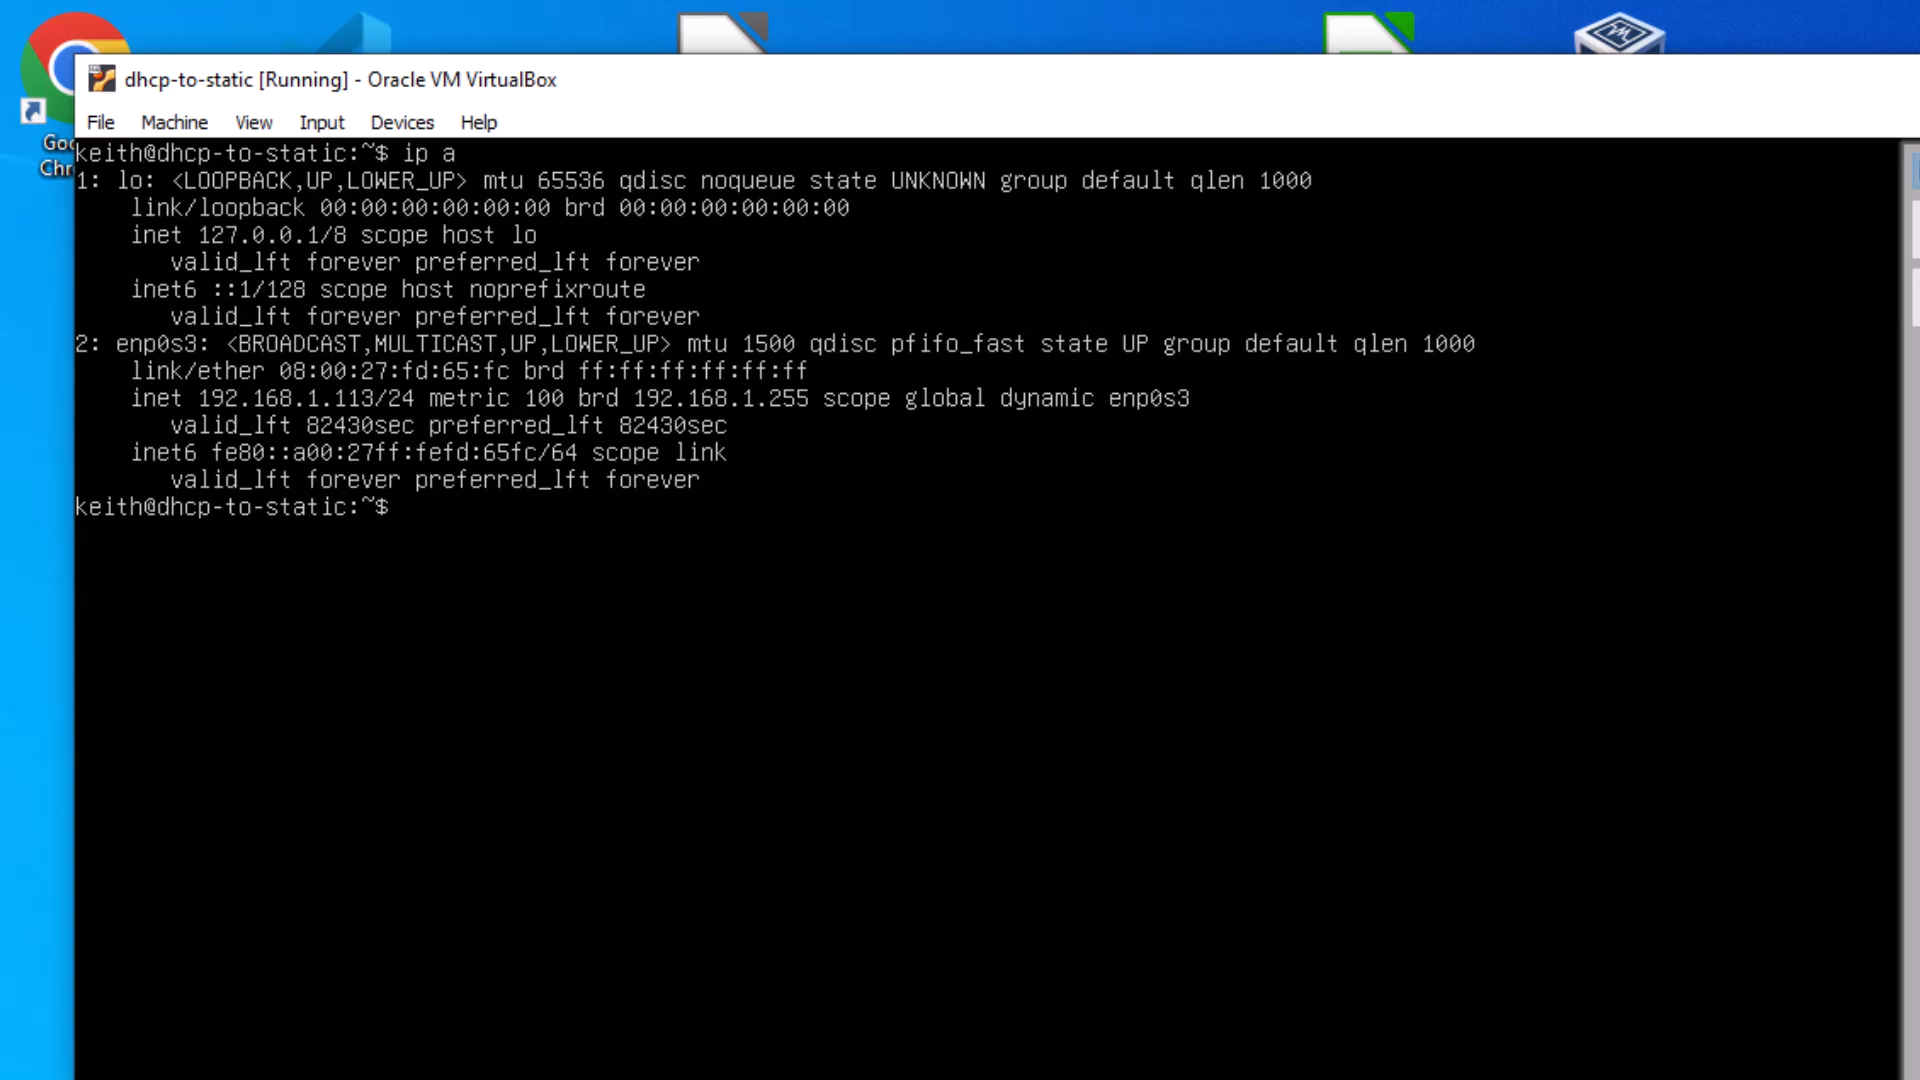 dhcp-to-static [Running] - Oracle VM VirtualBox
File Machine View Input Devices Help
Goo
Chr
keith@dhcp-to-static:~$ ip a
1: lo: <LOOPBACK,UP,LOWER_UP> mtu 65536 qdisc noqueue state UNKNOWN group default qlen 1000
    link/loopback 00:00:00:00:00:00 brd 00:00:00:00:00:00
    inet 127.0.0.1/8 scope host lo
       valid_lft forever preferred_lft forever
    inet6 ::1/128 scope host noprefixroute
       valid_lft forever preferred_lft forever
2: enp0s3: <BROADCAST,MULTICAST,UP,LOWER_UP> mtu 1500 qdisc pfifo_fast state UP group default qlen 1000
    link/ether 08:00:27:fd:65:fc brd ff:ff:ff:ff:ff:ff
    inet 192.168.1.113/24 metric 100 brd 192.168.1.255 scope global dynamic enp0s3
       valid_lft 82430sec preferred_lft 82430sec
    inet6 fe80::a00:27ff:fefd:65fc/64 scope link
       valid_lft forever preferred_lft forever
keith@dhcp-to-static:~$